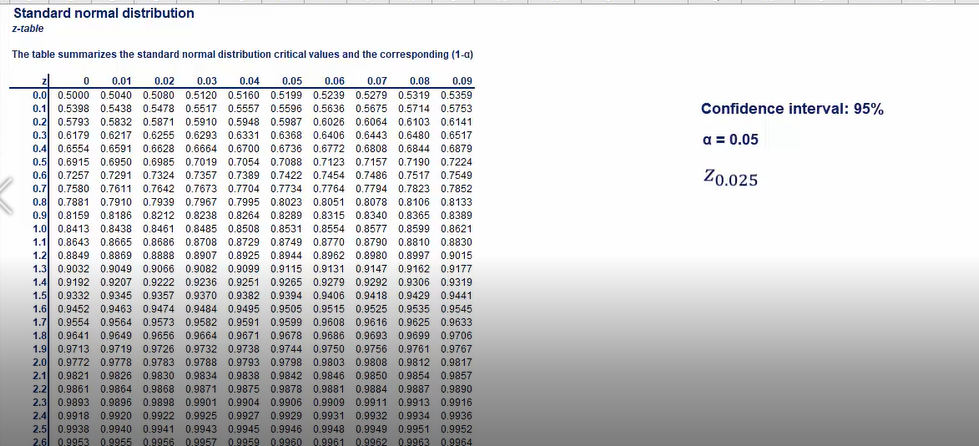 Standard normal distribution
z-table
The table summarizes the standard normal distribution critical values and the corresponding (1-α)
z 0 0.01 0.02 0.03 0.04 0.05 0.06 0.07 0.08 0.09
0.0 0.5000 0.5040 0.5080 0.5120 0.5160 0.5199 0.5239 0.5279 0.5319 0.5359
0.1 0.5398 0.5438 0.5478 0.5517 0.5557 0.5596 0.5636 0.5675 0.5714 0.5753
0.2 0.5793 0.5832 0.5871 0.5910 0.5948 0.5987 0.6026 0.6064 0.6103 0.6141
0.3 0.6179 0.6217 0.6255 0.6293 0.6331 0.6368 0.6406 0.6443 0.6480 0.6517
0.4 0.6554 0.6591 0.6628 0.6664 0.6700 0.6736 0.6772 0.6808 0.6844 0.6879
0.5 0.6915 0.6950 0.6985 0.7019 0.7054 0.7088 0.7123 0.7157 0.7190 0.7224
0.6 0.7257 0.7291 0.7324 0.7357 0.7389 0.7422 0.7454 0.7486 0.7517 0.7549
0.7 0.7580 0.7611 0.7642 0.7673 0.7704 0.7734 0.7764 0.7794 0.7823 0.7852
0.8 0.7881 0.7910 0.7939 0.7967 0.7995 0.8023 0.8051 0.8078 0.8106 0.8133
0.9 0.8159 0.8186 0.8212 0.8238 0.8264 0.8289 0.8315 0.8340 0.8365 0.8389
1.0 0.8413 0.8438 0.8461 0.8485 0.8508 0.8531 0.8554 0.8577 0.8599 0.8621
1.1 0.8643 0.8665 0.8686 0.8708 0.8729 0.8749 0.8770 0.8790 0.8810 0.8830
1.2 0.8849 0.8869 0.8888 0.8907 0.8925 0.8944 0.8962 0.8980 0.8997 0.9015
1.3 0.9032 0.9049 0.9066 0.9082 0.9099 0.9115 0.9131 0.9147 0.9162 0.9177
1.4 0.9192 0.9207 0.9222 0.9236 0.9251 0.9265 0.9279 0.9292 0.9306 0.9319
1.5 0.9332 0.9345 0.9357 0.9370 0.9382 0.9394 0.9406 0.9418 0.9429 0.9441
1.6 0.9452 0.9463 0.9474 0.9484 0.9495 0.9505 0.9515 0.9525 0.9535 0.9545
1.7 0.9554 0.9564 0.9573 0.9582 0.9591 0.9599 0.9608 0.9616 0.9625 0.9633
1.8 0.9641 0.9649 0.9656 0.9664 0.9671 0.9678 0.9686 0.9693 0.9699 0.9706
1.9 0.9713 0.9719 0.9726 0.9732 0.9738 0.9744 0.9750 0.9756 0.9761 0.9767
2.0 0.9772 0.9778 0.9783 0.9788 0.9793 0.9798 0.9803 0.9808 0.9812 0.9817
2.1 0.9821 0.9826 0.9830 0.9834 0.9838 0.9842 0.9846 0.9850 0.9854 0.9857
2.2 0.9861 0.9864 0.9868 0.9871 0.9875 0.9878 0.9881 0.9884 0.9887 0.9890
2.3 0.9893 0.9896 0.9898 0.9901 0.9904 0.9906 0.9909 0.9911 0.9913 0.9916
2.4 0.9918 0.9920 0.9922 0.9925 0.9927 0.9929 0.9931 0.9932 0.9934 0.9936
2.5 0.9938 0.9940 0.9941 0.9943 0.9945 0.9946 0.9948 0.9949 0.9951 0.9952
2.6 0.9953 0.9955 0.9956 0.9957 0.9959 0.9960 0.9961 0.9962 0.9963 0.9964
Confidence interval: 95%
α = 0.05
Z0.025